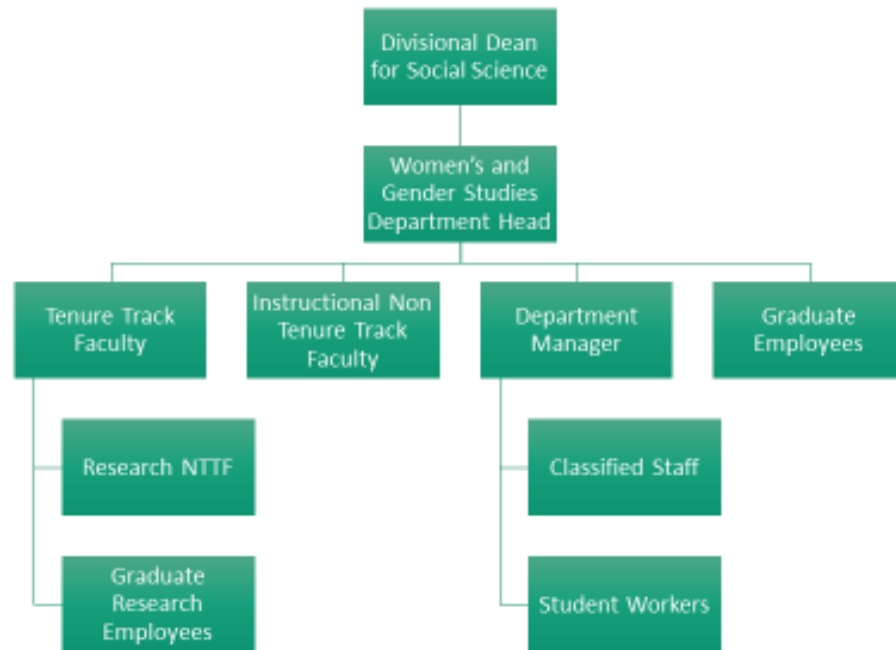 Divisional Dean
for Social Science
Women's and
Gender Studies
Department Head
Tenure Track
Faculty
Instructional Non
Tenure Track
Faculty
Department
Manager
Graduate
Employees
Research NTTF
Classified Staff
Graduate
Research
Employees
Student Workers